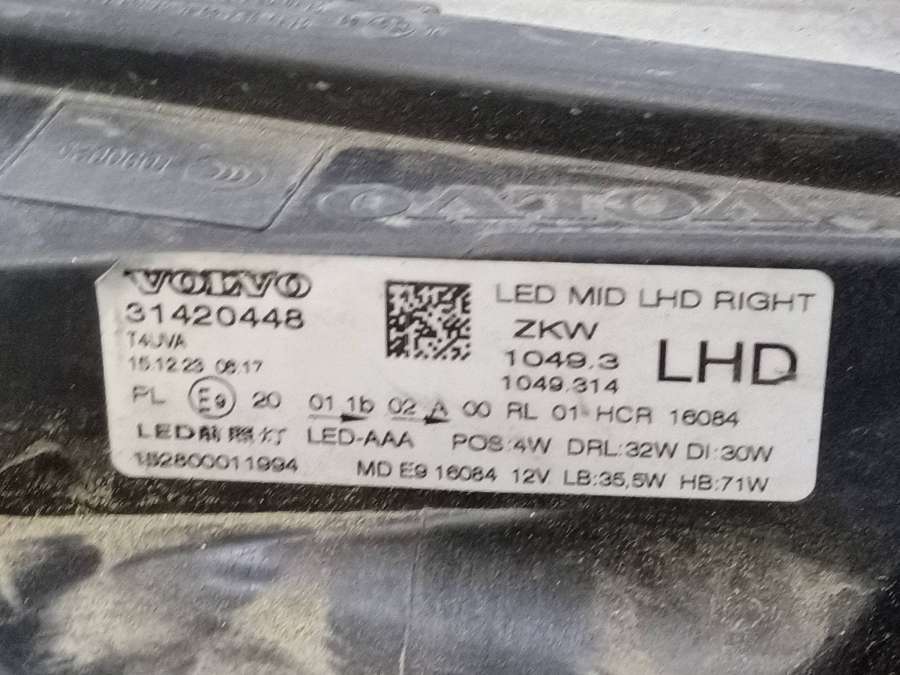 VOLVO
VOLVO
31420448
T4UVA
15.12.23 06:17
LED MID LHD RIGHT
ZKW
1049.3
1049.314
LHD
PL E9 20 01 1b 02 A 00 RL 01 HCR 16084
LED前照灯 LED-AAA POS:4W DRL:32W DI:30W
182800011994 MD E9 16084 12V LB:35,5W HB:71W